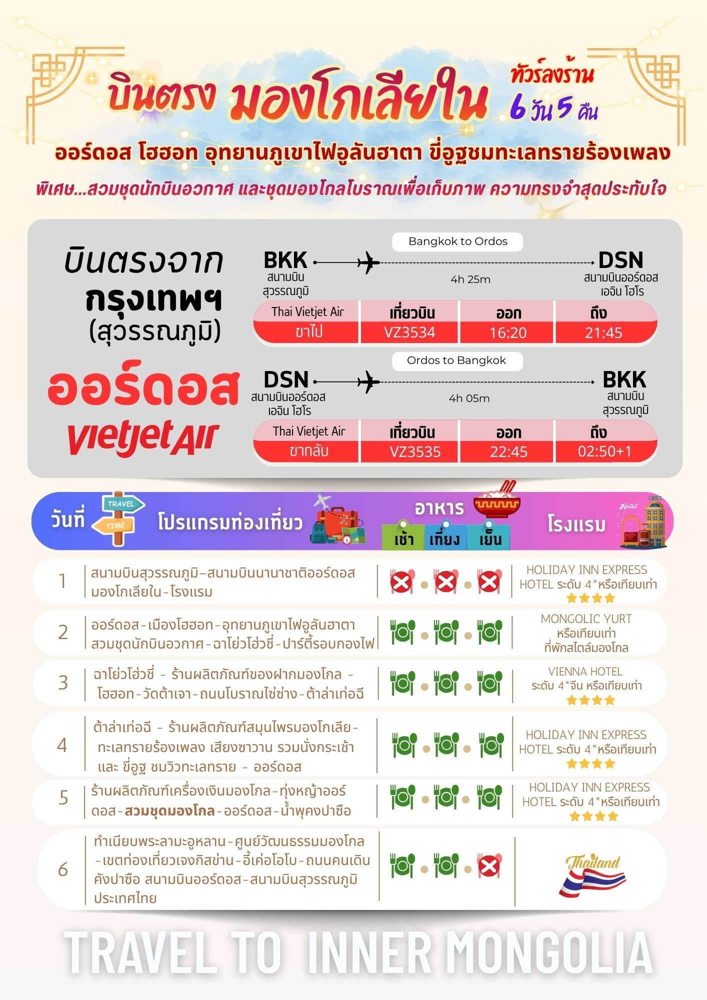 บินตรง มองโกเลียใน
ทัวร์ลงร้าน
6 วัน 5 คืน
ออร์ดอส โฮฮอท อุทยานภูเขาไฟอูลันฮาตา ขี่อูฐชมทะเลทรายร้องเพลง
พิเศษ...สวมชุดนักบินอวกาศ และชุดมองโกลโบราณเพื่อเก็บภาพ ความทรงจำสุดประทับใจ
บินตรงจาก
กรุงเทพฯ
(สุวรรณภูมิ)
ออร์ดอส
vietjet Air
Bangkok to Ordos
BKK
DSN
สนามบิน
สุวรรณภูมิ
4h 25m
สนามบินออร์ดอส
เอจิน โฮโร
Thai Vietjet Air เที่ยวบิน ออก ถึง
ขาไป VZ3534 16:20 21:45
Ordos to Bangkok
DSN
BKK
สนามบินออร์ดอส
เอจิน โฮโร
4h 05m
สนามบิน
สุวรรณภูมิ
Thai Vietjet Air เที่ยวบิน ออก ถึง
ขากลับ VZ3535 22:45 02:50+1
วันที่
TRAVEL
TIME
โปรแกรมท่องเที่ยว
อาหาร
เช้า เที่ยง เย็น
โรงแรม
Hotel
1
สนามบินสุวรรณภูมิ–สนามบินนานาชาติออร์ดอส
มองโกเลียใน-โรงแรม
HOLIDAY INN EXPRESS
HOTEL ระดับ 4*หรือเทียบเท่า
2
ออร์ดอส-เมืองโฮฮอท-อุทยานภูเขาไฟอูลันฮาตา
สวมชุดนักบินอวกาศ-ฉาโย่วโฮ่วชี่-ปาร์ตี้รอบกองไฟ
MONGOLIC YURT
หรือเทียบเท่า
ที่พักสไตล์มองโกล
3
ฉาโย่วโฮ่วชี่ - ร้านผลิตภัณฑ์ของฝากมองโกล -
โฮฮอท-วัดต้าเจา-ถนนโบราณไซ่ซ่าง-ต้าล่าเท่อฉี
VIENNA HOTEL
ระดับ 4*จีน หรือเทียบเท่า
4
ต้าล่าเท่อฉี - ร้านผลิตภัณฑ์สมุนไพรมองโกเลีย-
ทะเลทรายร้องเพลง เสียงซาวาน รวมนั่งกระเช้า
และ ขี่อูฐ ชมวิวทะเลทราย - ออร์ดอส
HOLIDAY INN EXPRESS
HOTEL ระดับ 4*หรือเทียบเท่า
5
ร้านผลิตภัณฑ์เครื่องเงินมองโกล-ทุ่งหญ้าออร์
ดอส-สวมชุดมองโกล-ออร์ดอส-น้ำพุคงปาซือ
HOLIDAY INN EXPRESS
HOTEL ระดับ 4*หรือเทียบเท่า
6
ทำเนียบพระลามะอูหลาน-ศูนย์วัฒนธรรมมองโกล
-เขตท่องเที่ยวเจงกิสข่าน-อี้เค่อโอโบ-ถนนคนเดิน
คังปาซือ สนามบินออร์ดอส-สนามบินสุวรรณภูมิ
ประเทศไทย
Thailand
TRAVEL TO INNER MONGOLIA